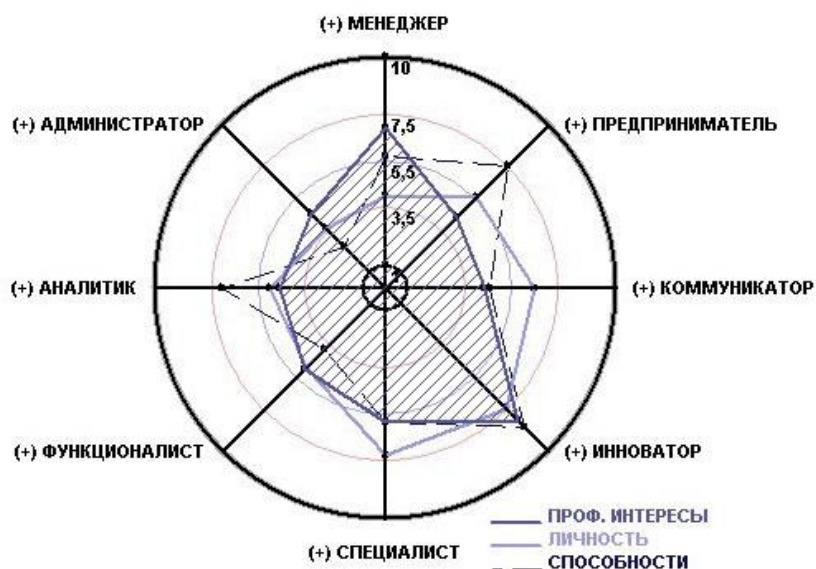 (+) МЕНЕДЖЕР
10
(+) АДМИНИСТРАТОР
7,5
(+) ПРЕДПРИНИМАТЕЛЬ
5,5
3,5
(+) АНАЛИТИК
(+) КОММУНИКАТОР
(+) ФУНКЦИОНАЛИСТ
(+) ИННОВАТОР
(+) СПЕЦИАЛИСТ
ПРОФ. ИНТЕРЕСЫ
ЛИЧНОСТЬ
СПОСОБНОСТИ